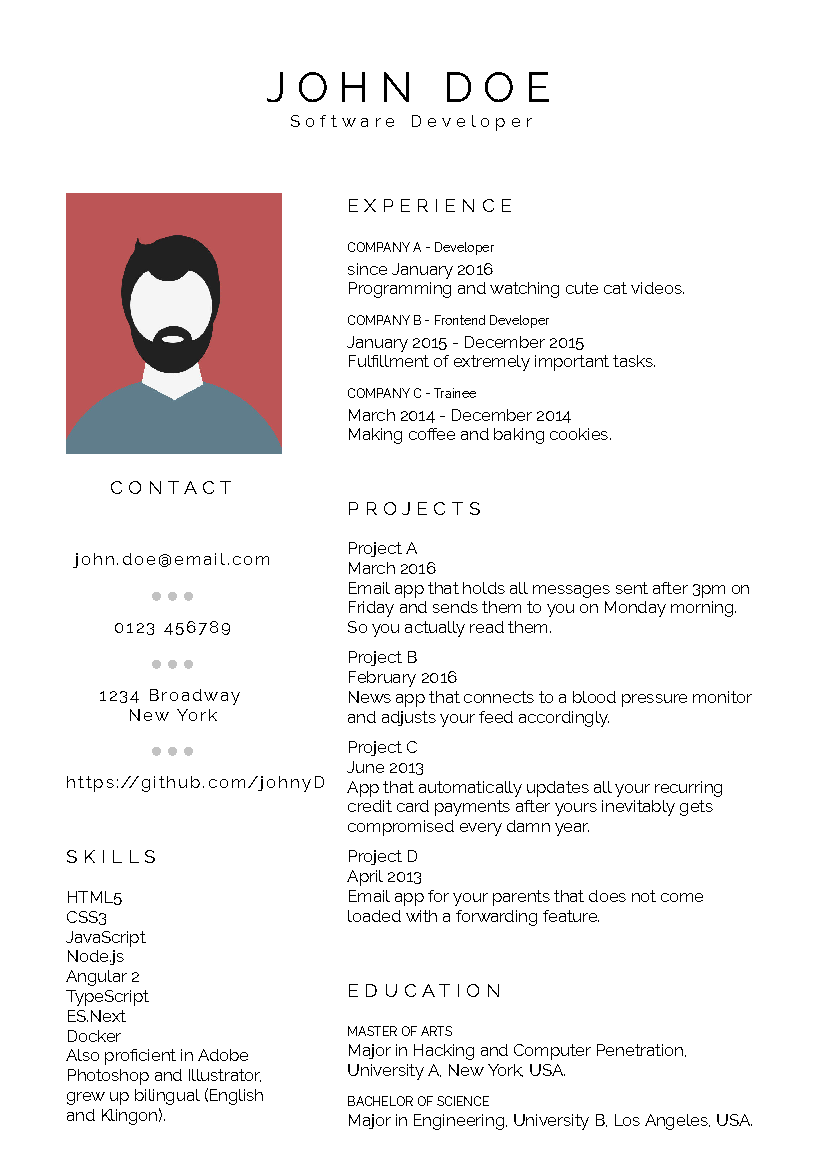 JOHN DOE
Software Developer
CONTACT
john.doe@email.com
0123 456789
1234 Broadway
New York
https://github.com/johnyD
SKILLS
HTML5
CSS3
JavaScript
Node.js
Angular 2
TypeScript
ES.Next
Docker
Also proficient in Adobe
Photoshop and Illustrator,
grew up bilingual (English
and Klingon).
EXPERIENCE
COMPANY A - Developer
since January 2016
Programming and watching cute cat videos.
COMPANY B - Frontend Developer
January 2015 - December 2015
Fulfillment of extremely important tasks.
COMPANY C - Trainee
March 2014 - December 2014
Making coffee and baking cookies.
PROJECTS
Project A
March 2016
Email app that holds all messages sent after 3pm on
Friday and sends them to you on Monday morning.
So you actually read them.
Project B
February 2016
News app that connects to a blood pressure monitor
and adjusts your feed accordingly.
Project C
June 2013
App that automatically updates all your recurring
credit card payments after yours inevitably gets
compromised every damn year.
Project D
April 2013
Email app for your parents that does not come
loaded with a forwarding feature.
EDUCATION
MASTER OF ARTS
Major in Hacking and Computer Penetration,
University A, New York, USA.
BACHELOR OF SCIENCE
Major in Engineering, University B, Los Angeles, USA.